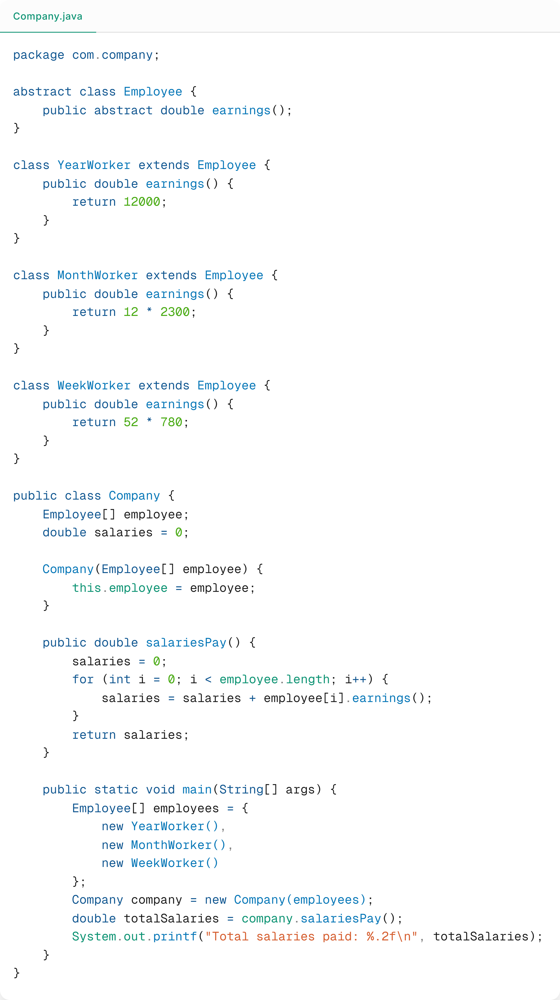 Company.java
package com.company;
abstract class Employee {
    public abstract double earnings();
}
class YearWorker extends Employee {
    public double earnings() {
        return 12000;
    }
}
class MonthWorker extends Employee {
    public double earnings() {
        return 12 * 2300;
    }
}
class WeekWorker extends Employee {
    public double earnings() {
        return 52 * 780;
    }
}
public class Company {
    Employee[] employee;
    double salaries = 0;
    Company(Employee[] employee) {
        this.employee = employee;
    }
    public double salariesPay() {
        salaries = 0;
        for (int i = 0; i < employee.length; i++) {
            salaries = salaries + employee[i].earnings();
        }
        return salaries;
    }
    public static void main(String[] args) {
        Employee[] employees = {
            new YearWorker(),
            new MonthWorker(),
            new WeekWorker()
        };
        Company company = new Company(employees);
        double totalSalaries = company.salariesPay();
        System.out.printf("Total salaries paid: %.2f\n", totalSalaries);
    }
}